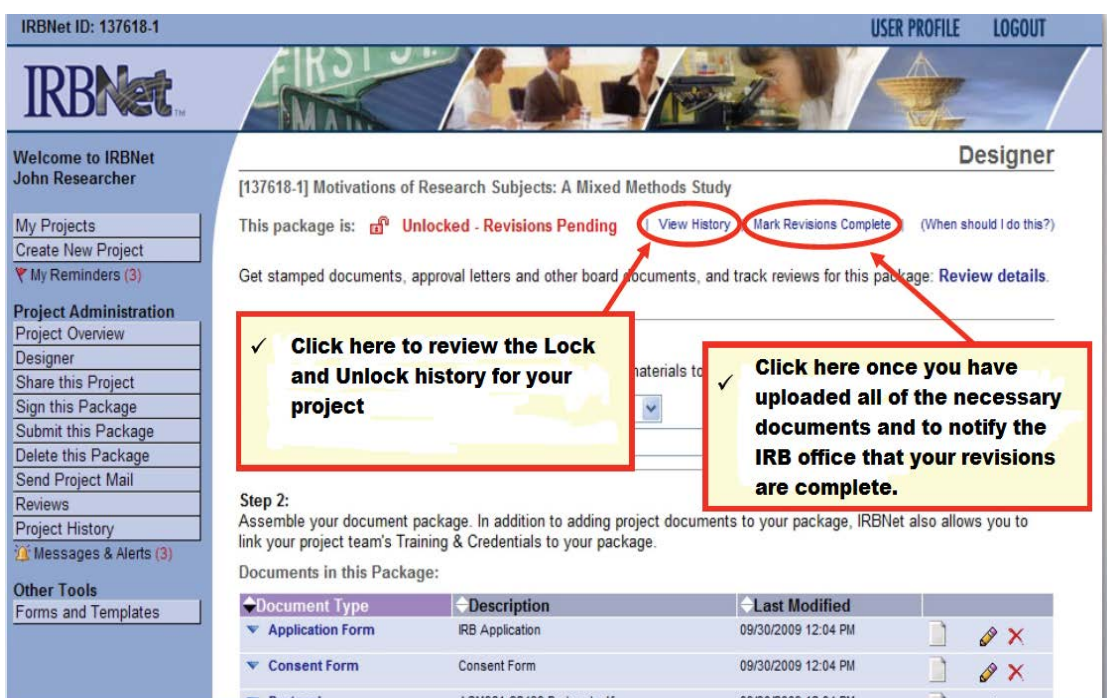 IRBNet ID: 137618-1
USER PROFILE LOGOUT
FIRST ST.
MAIN
IRBNet™
Designer
Welcome to IRBNet
John Researcher
My Projects
Create New Project
My Reminders (3)
Project Administration
Project Overview
Designer
Share this Project
Sign this Package
Submit this Package
Delete this Package
Send Project Mail
Reviews
Project History
Messages & Alerts (3)
Other Tools
Forms and Templates
[137618-1] Motivations of Research Subjects: A Mixed Methods Study
This package is: Unlocked - Revisions Pending | View History | Mark Revisions Complete | (When should I do this?)
Get stamped documents, approval letters and other board documents, and track reviews for this package: Review details.
✓ Click here to review the Lock
and Unlock history for your
project
to
✓ Click here once you have
uploaded all of the necessary
documents and to notify the
IRB office that your revisions
are complete.
Step 2:
Assemble your document package. In addition to adding project documents to your package, IRBNet also allows you to
link your project team's Training & Credentials to your package.
Documents in this Package:
Document Type Description Last Modified
Application Form IRB Application 09/30/2009 12:04 PM
Consent Form Consent Form 09/30/2009 12:04 PM